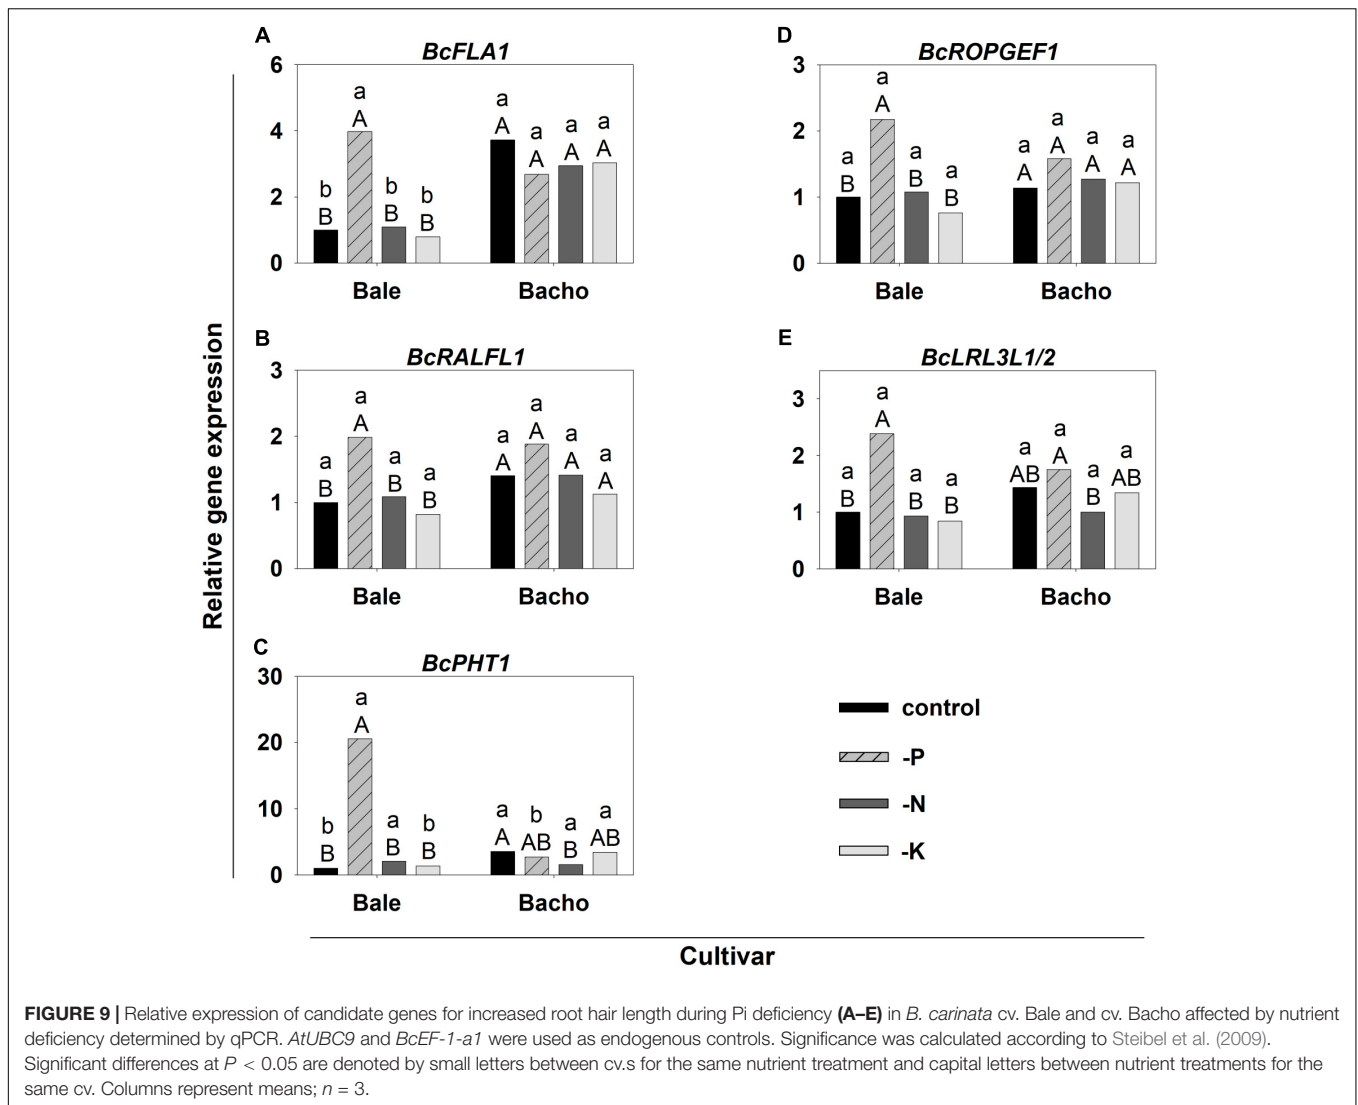 A
BcFLA1
6
4
2
0
b
B
a
A
b
B
b
B
a
A
a
A
a
A
a
A
Bale Bacho
D
BcROPGEF1
3
2
1
0
a
B
a
A
a
B
a
B
a
A
a
A
a
A
a
A
Bale Bacho
B
BcRALFL1
3
2
1
0
a
B
a
A
a
B
a
B
a
A
a
A
a
A
a
A
Bale Bacho
E
BcLRL3L1/2
3
2
1
0
a
B
a
A
a
B
a
B
a
AB
a
A
a
B
a
AB
Bale Bacho
C
BcPHT1
30
20
10
0
b
B
a
A
a
B
b
B
a
A
b
AB
a
B
a
AB
Bale Bacho
control
-P
-N
-K
Relative gene expression
Cultivar
FIGURE 9 | Relative expression of candidate genes for increased root hair length during Pi deficiency (A–E) in B. carinata cv. Bale and cv. Bacho affected by nutrient
deficiency determined by qPCR. AtUBC9 and BcEF-1-a1 were used as endogenous controls. Significance was calculated according to Steibel et al. (2009).
Significant differences at P < 0.05 are denoted by small letters between cv.s for the same nutrient treatment and capital letters between nutrient treatments for the
same cv. Columns represent means; n = 3.